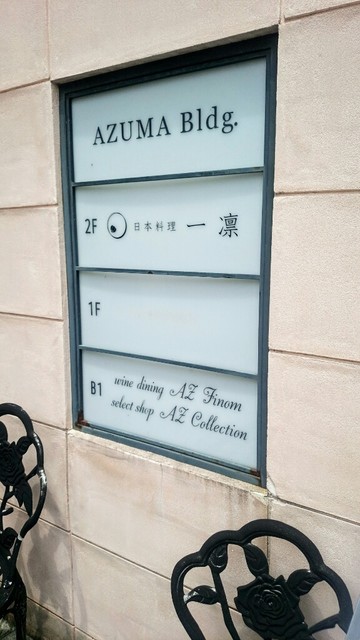 AZUMA Bldg.
2F 日本料理 一凛
1F
B1 wine dining AZ Finom
select shop AZ Collection